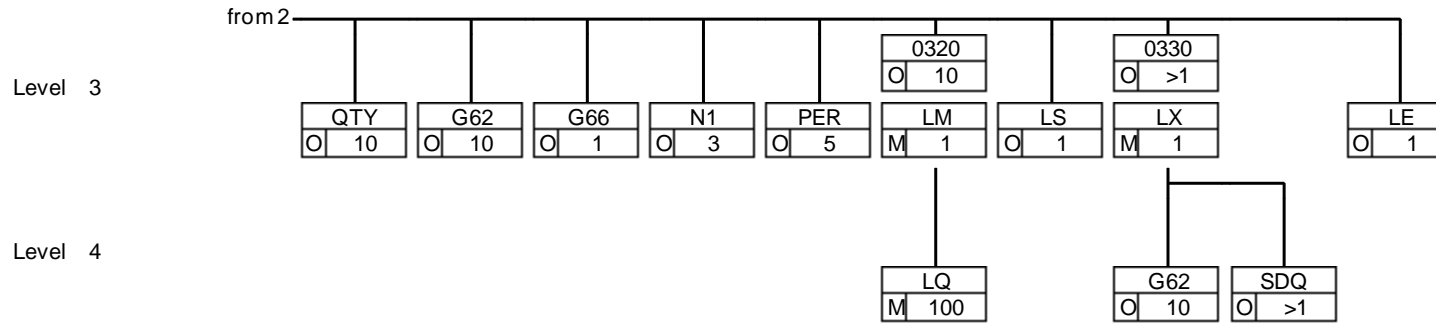 from 2
0320 0330
O 10 O >1
Level 3
QTY G62 G66 N1 PER LM LS LX LE
O 10 O 10 O 1 O 3 O 5 M 1 O 1 M 1 O 1
Level 4
LQ G62 SDQ
M 100 O 10 O >1